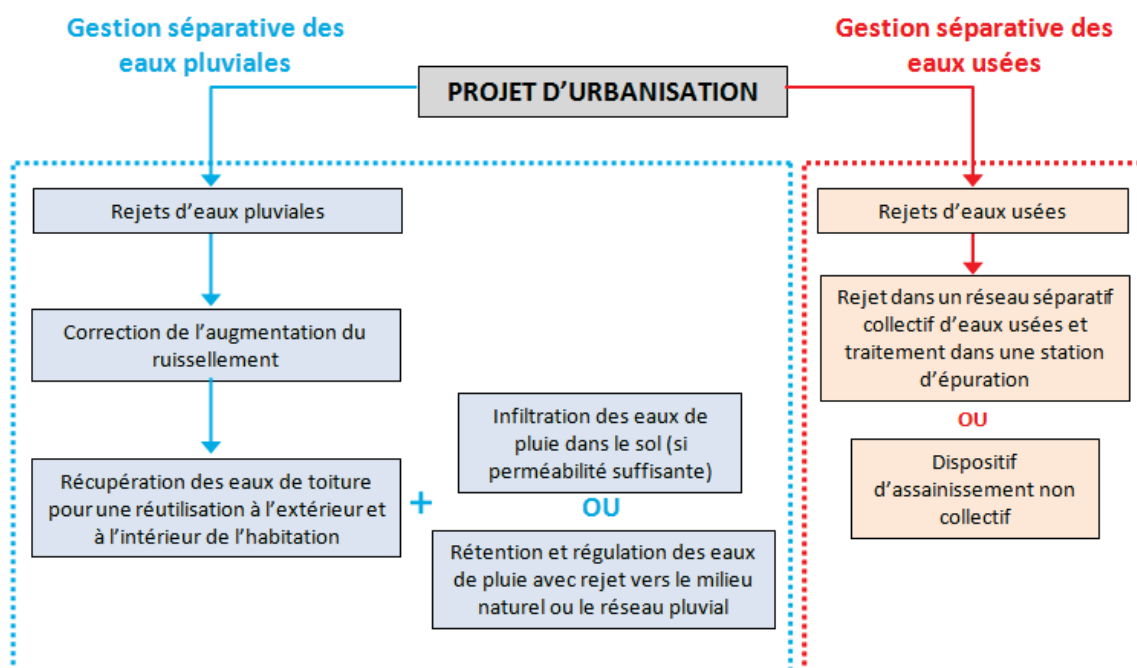 Gestion séparative des
eaux pluviales
Gestion séparative des
eaux usées
PROJET D’URBANISATION
Rejets d’eaux pluviales
Correction de l’augmentation du
ruissellement
Récupération des eaux de toiture
pour une réutilisation à l’extérieur et
à l’intérieur de l’habitation
+
Infiltration des eaux de
pluie dans le sol (si
perméabilité suffisante)
OU
Rétention et régulation des eaux
de pluie avec rejet vers le milieu
naturel ou le réseau pluvial
Rejets d’eaux usées
Rejet dans un réseau séparatif
collectif d’eaux usées et
traitement dans une station
d’épuration
OU
Dispositif
d’assainissement non
collectif